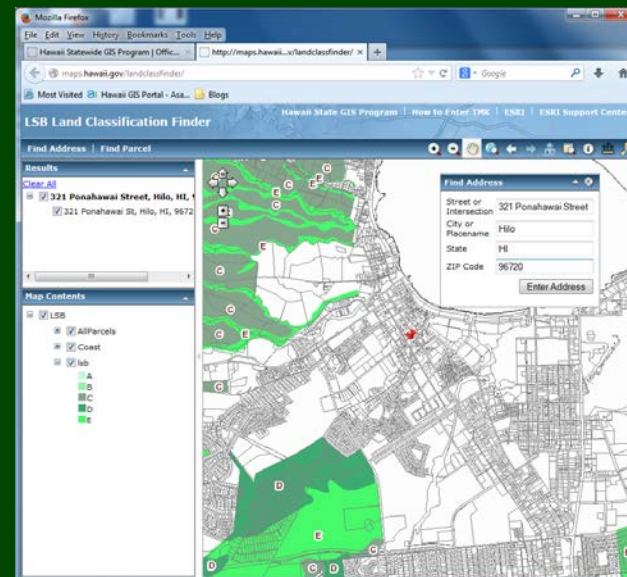 Mozilla Firefox
File Edit View History Bookmarks Tools Help
Hawaii Statewide GIS Program | Offic...
http://maps.hawaii...v/landclassfinder/
maps.hawaii.gov/landclassfinder/
Google
Most Visited Hawaii GIS Portal - Asa... Blogs
Hawaii State GIS Program | How to Enter TMK | ESRI | ESRI Support Center
LSB Land Classification Finder
Find Address | Find Parcel
Results
Clear All
321 Ponahawai Street, Hilo, HI,
321 Ponahawai St, Hilo, HI, 9672
Map Contents
LSB
AllParcels
Coast
lsb
A
B
C
D
E
Find Address
Street or Intersection 321 Ponahawai Street
City or Placename Hilo
State HI
ZIP Code 96720
Enter Address
C
E
C
E
C
C
C
E
C
E
C
E
C
D
E
C
D
C
D
C